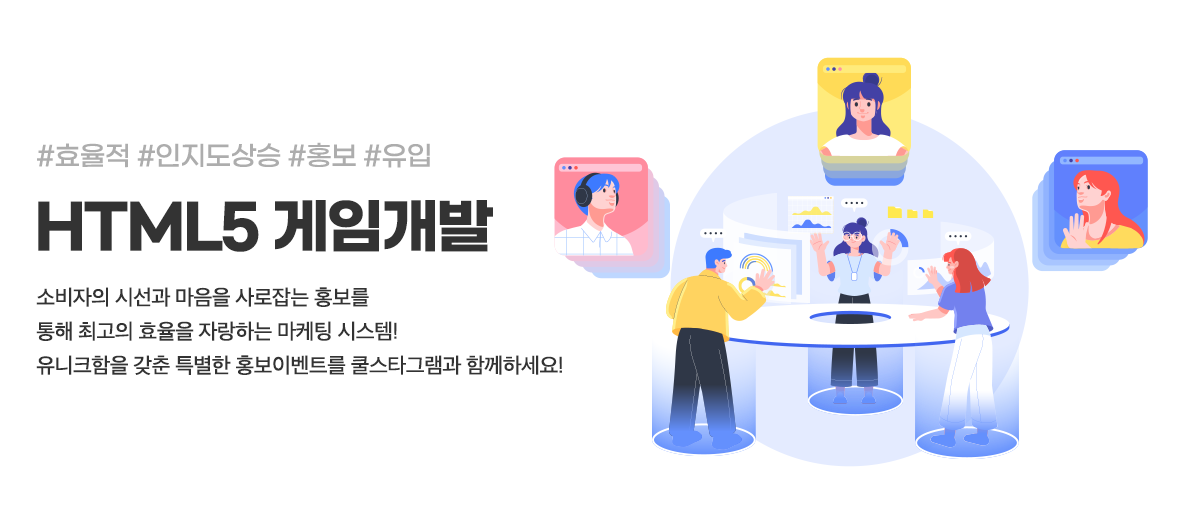 #효율적 #인지도상승 #홍보 #유입
HTML5 게임개발
소비자의 시선과 마음을 사로잡는 홍보를
통해 최고의 효율을 자랑하는 마케팅 시스템!
유니크함을 갖춘 특별한 홍보이벤트를 쿨스타그램과 함께하세요!